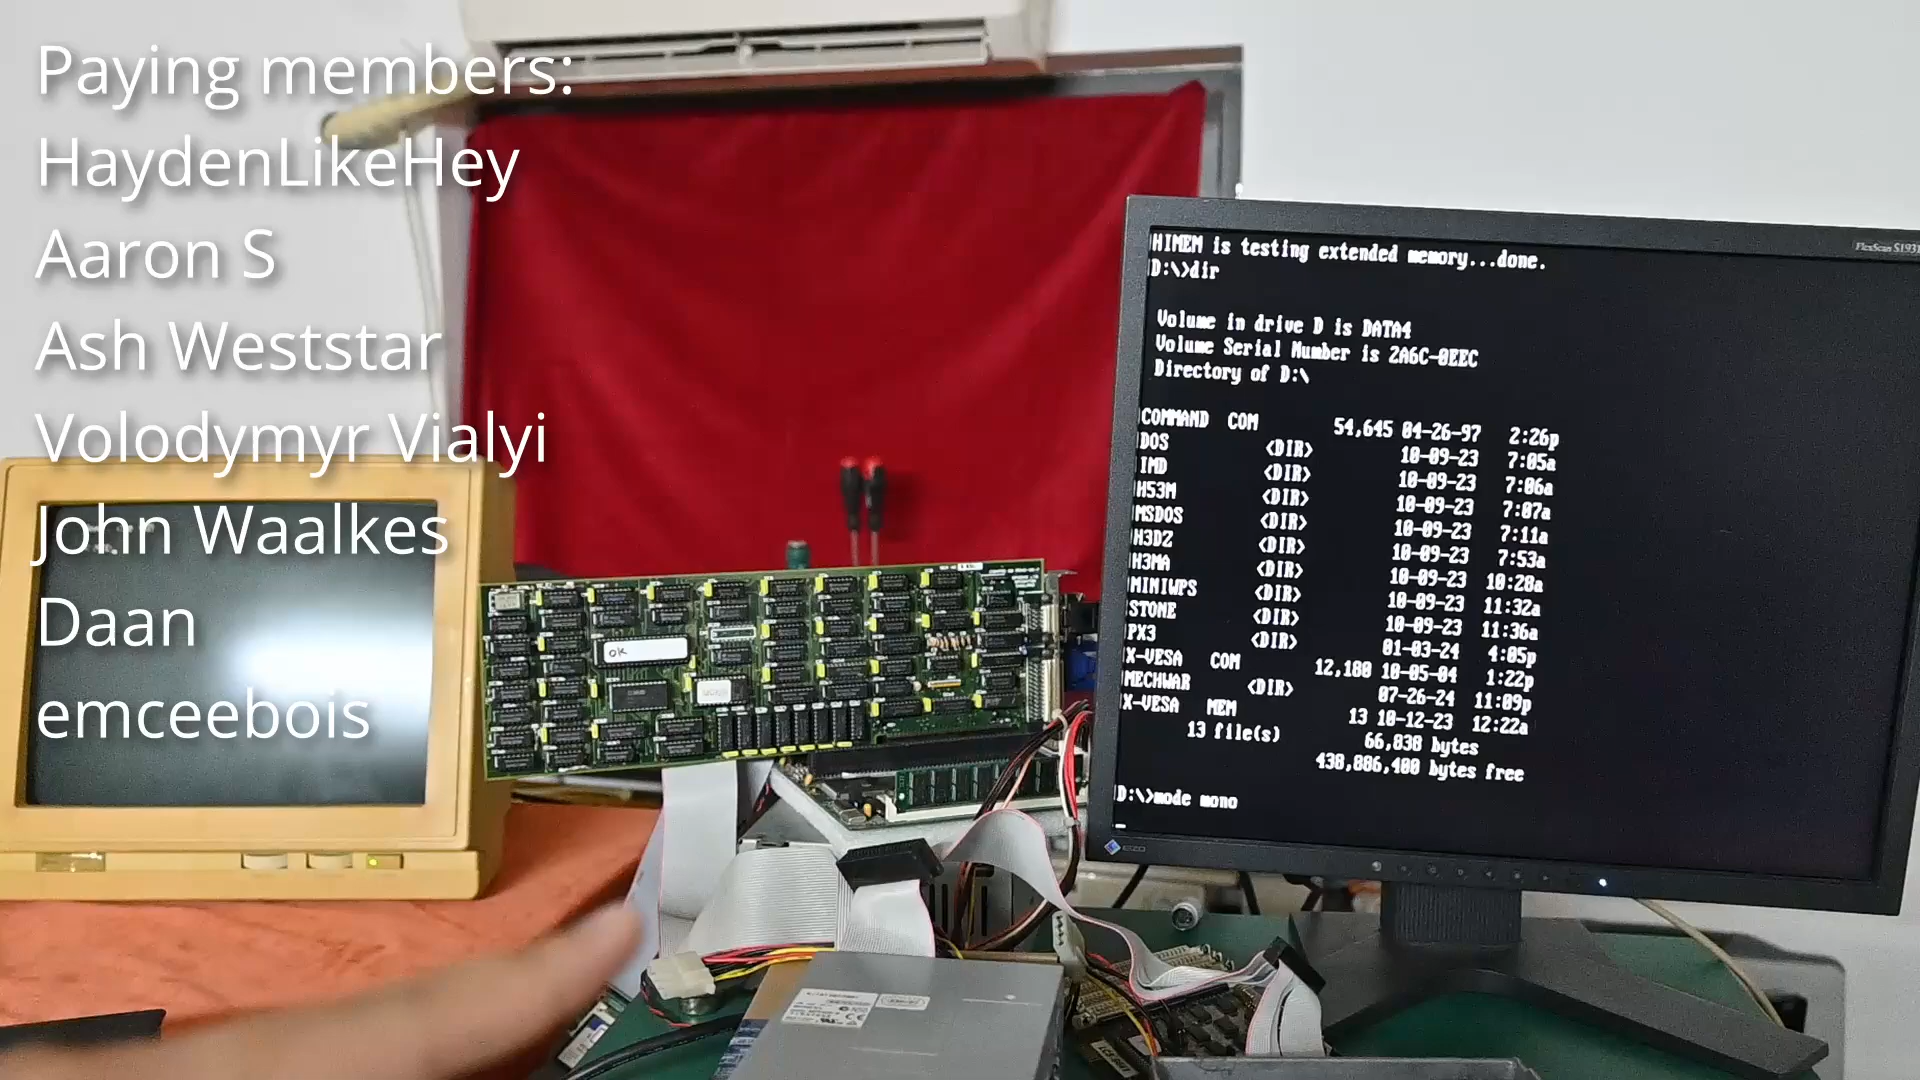 Paying members:
HaydenLikeHey
Aaron S
Ash Weststar
Volodymyr Vialyi
John Waalkes
Daan
emceebois
FlexScan S1931
HIMEM is testing extended memory...done.
D:\>dir
Volume in drive D is DATA4
Volume Serial Number is 2A6C-0EEC
Directory of D:\
COMMAND COM 54,645 04-26-97 2:26p
DOS <DIR> 10-09-23 7:05a
IMD <DIR> 10-09-23 7:06a
H53M <DIR> 10-09-23 7:07a
MSDOS <DIR> 10-09-23 7:11a
H3DZ <DIR> 10-09-23 7:53a
H3MA <DIR> 10-09-23 10:28a
MINIWPS <DIR> 10-09-23 11:32a
STONE <DIR> 10-09-23 11:36a
PX3 <DIR> 01-03-24 4:05p
X-VESA COM 12,180 10-05-04 1:22p
MECHWAR <DIR> 07-26-24 11:09p
X-VESA MEM 13 10-12-23 12:22a
13 file(s) 66,838 bytes
438,886,400 bytes free
D:\>mode mono
EIZO
OK